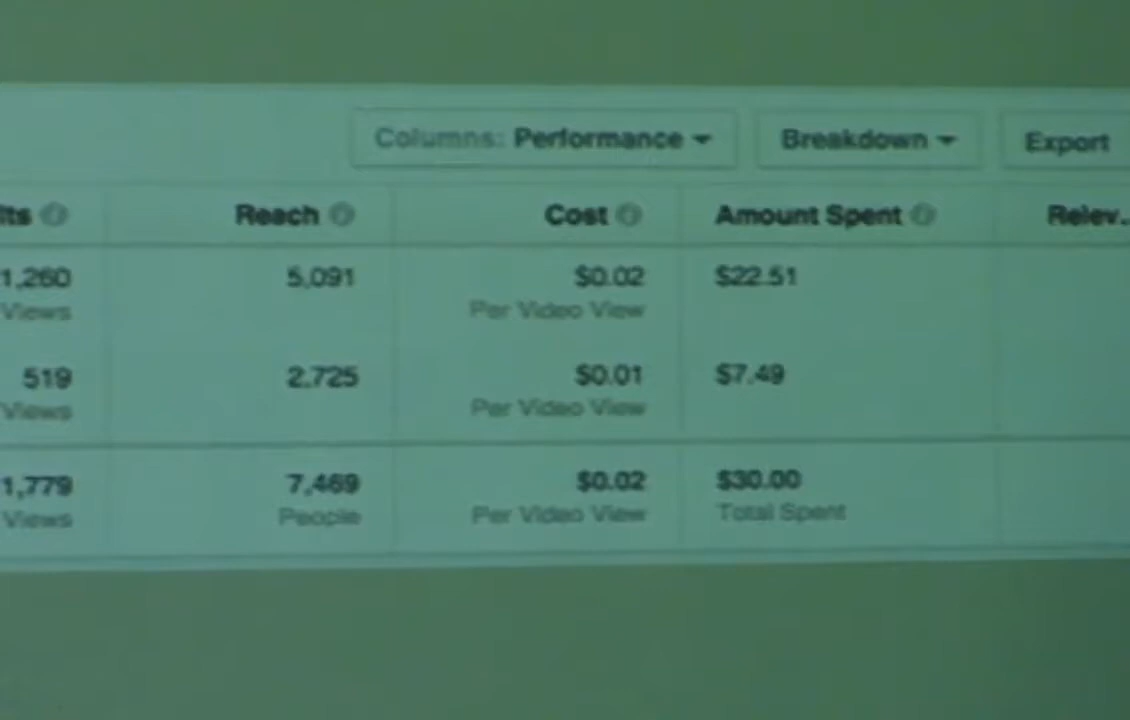 Columns: Performance Breakdown Export
lts Reach Cost Amount Spent Relev..
1,260 5,091 $0.02 $22.51
Views Per Video View
519 2,725 $0.01 $7.49
Views Per Video View
1,779 7,469 $0.02 $30.00
Views People Per Video View Total Spent